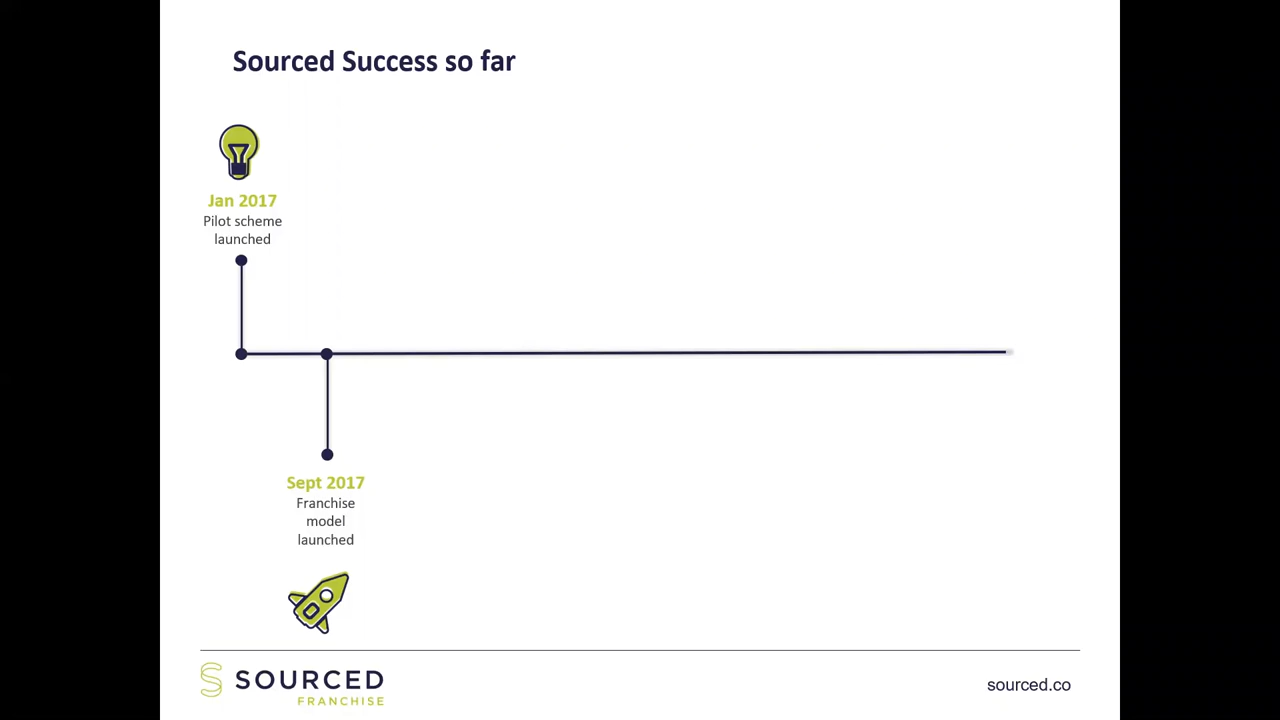 Sourced Success so far
Jan 2017
Pilot scheme
launched
Sept 2017
Franchise
model
launched
SOURCED
FRANCHISE
sourced.co